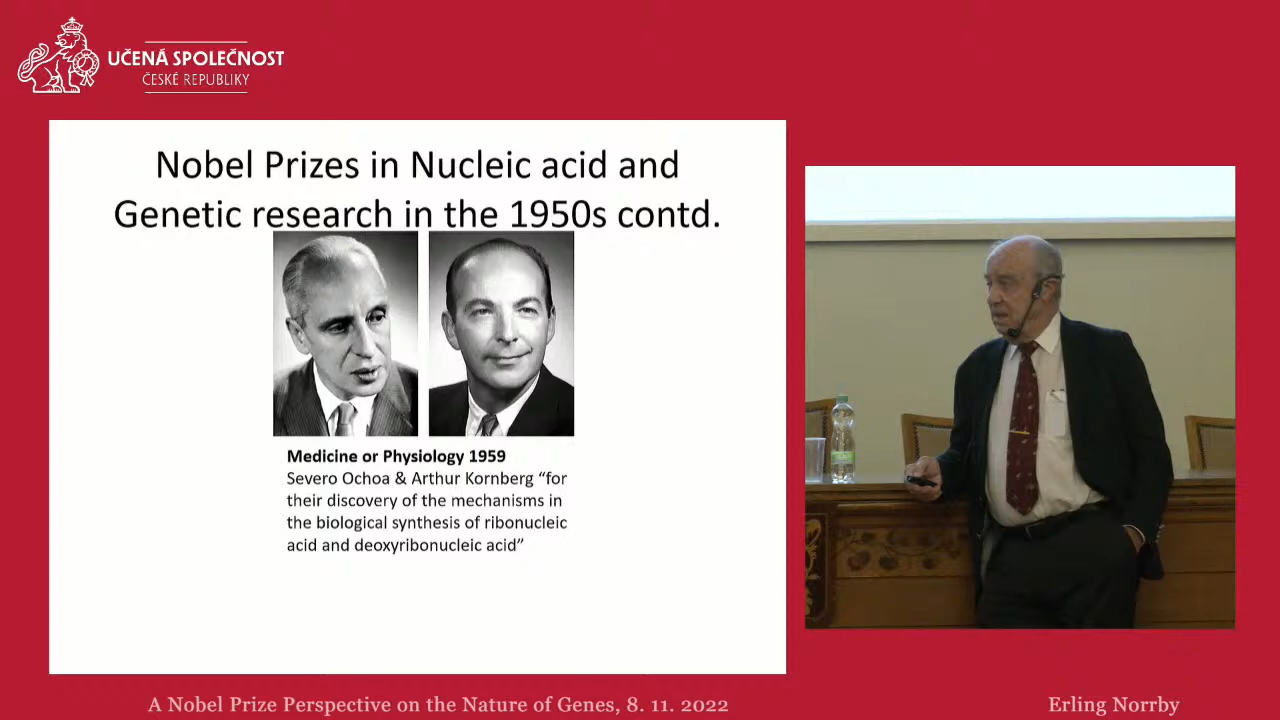 UČENÁ SPOLEČNOST
ČESKÉ REPUBLIKY
Nobel Prizes in Nucleic acid and
Genetic research in the 1950s contd.
Medicine or Physiology 1959
Severo Ochoa & Arthur Kornberg “for
their discovery of the mechanisms in
the biological synthesis of ribonucleic
acid and deoxyribonucleic acid”
A Nobel Prize Perspective on the Nature of Genes, 8. 11. 2022
Erling Norrby